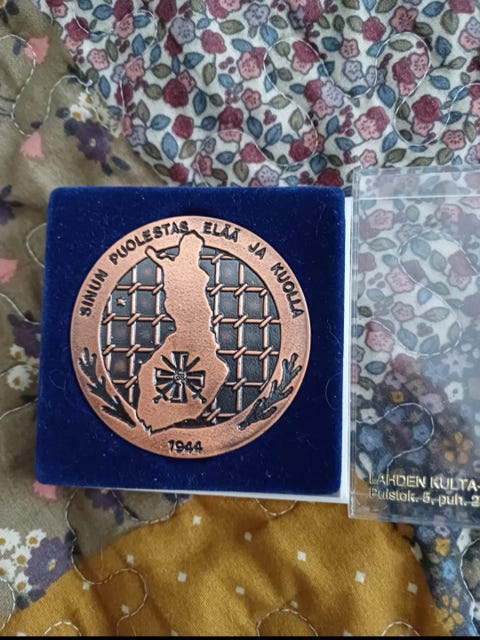 SINUN PUOLESTAS ELÄÄ JA KUOLLA
1944
LAHDEN KULTA-
Puistok. 5, puh. 2